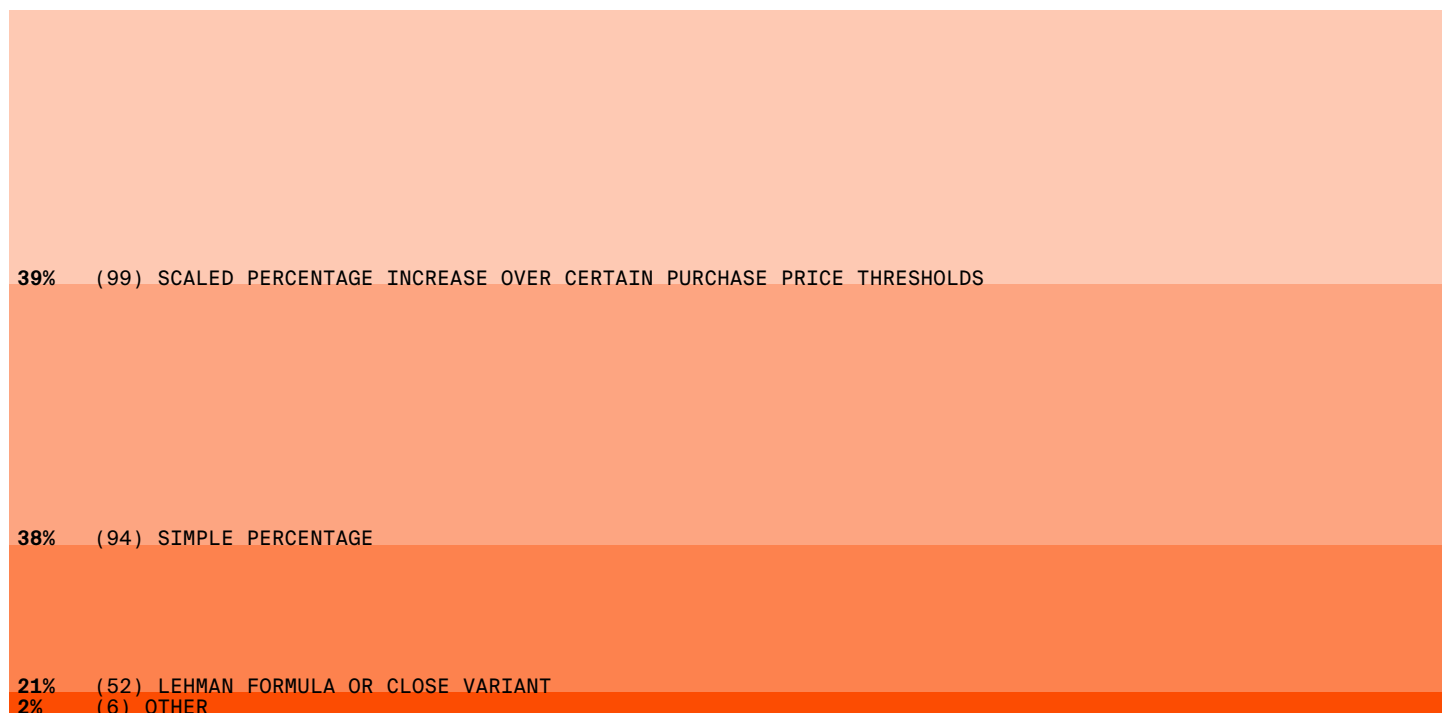 39% (99) SCALED PERCENTAGE INCREASE OVER CERTAIN PURCHASE PRICE THRESHOLDS
38% (94) SIMPLE PERCENTAGE
21% (52) LEHMAN FORMULA OR CLOSE VARIANT
2% (6) OTHER